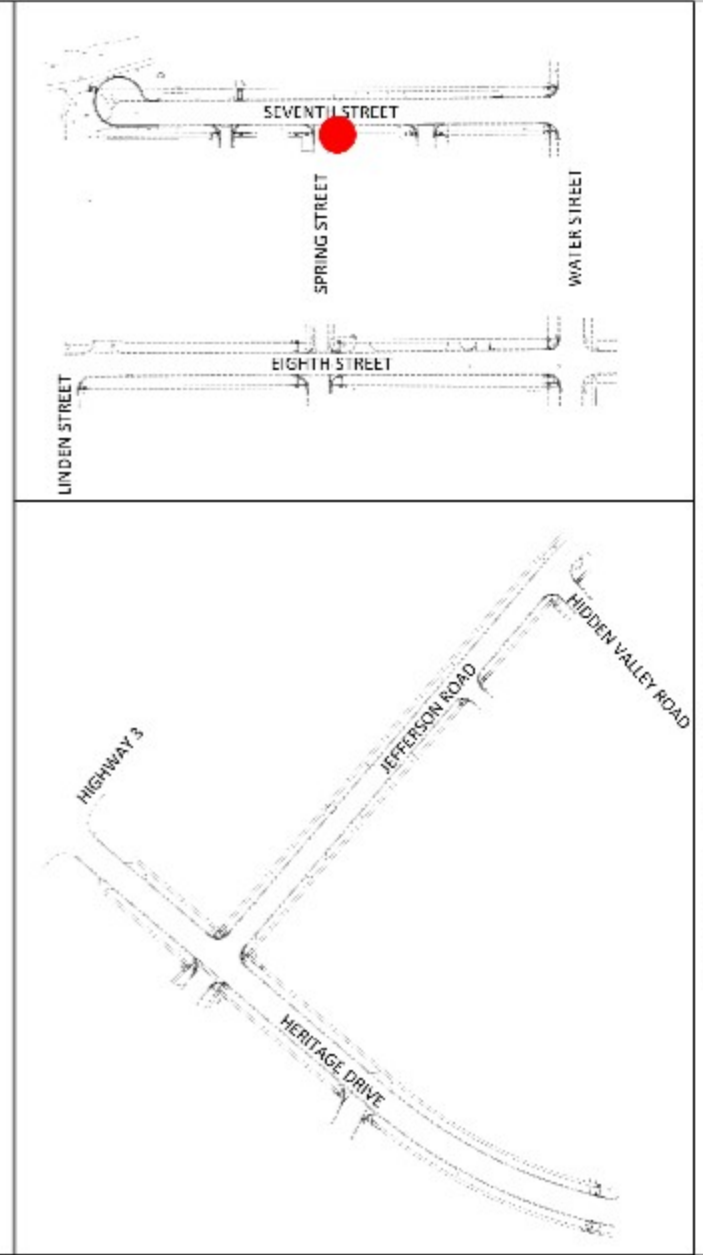 SEVENTH STREET
SPRING STREET
WATER STREET
EIGHTH STREET
LINDEN STREET
HIDDEN VALLEY ROAD
JEFFERSON ROAD
HIGHWAY 3
HERITAGE DRIVE